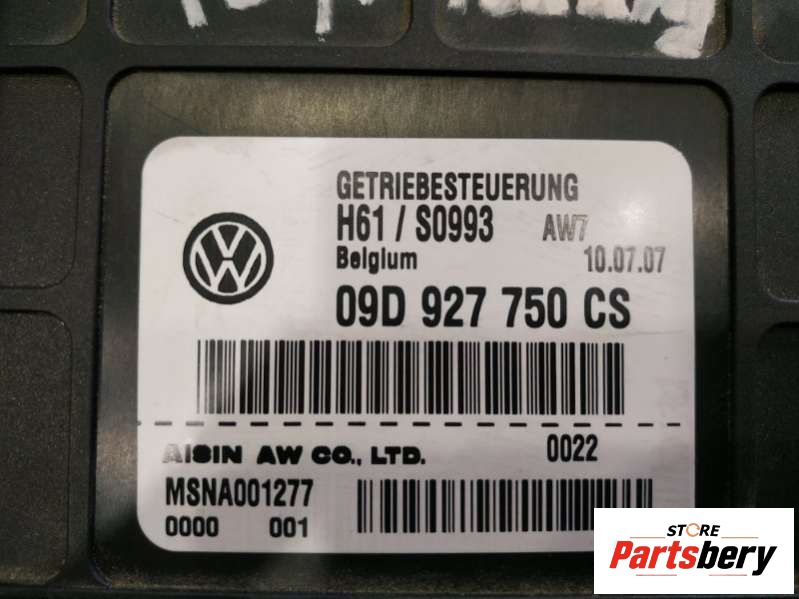 GETRIEBESTEUERUNG
H61 / S0993 AW7
Belgium 10.07.07
09D 927 750 CS
AISIN AW CO., LTD. 0022
MSNA001277
0000 001
STORE
Partsbery